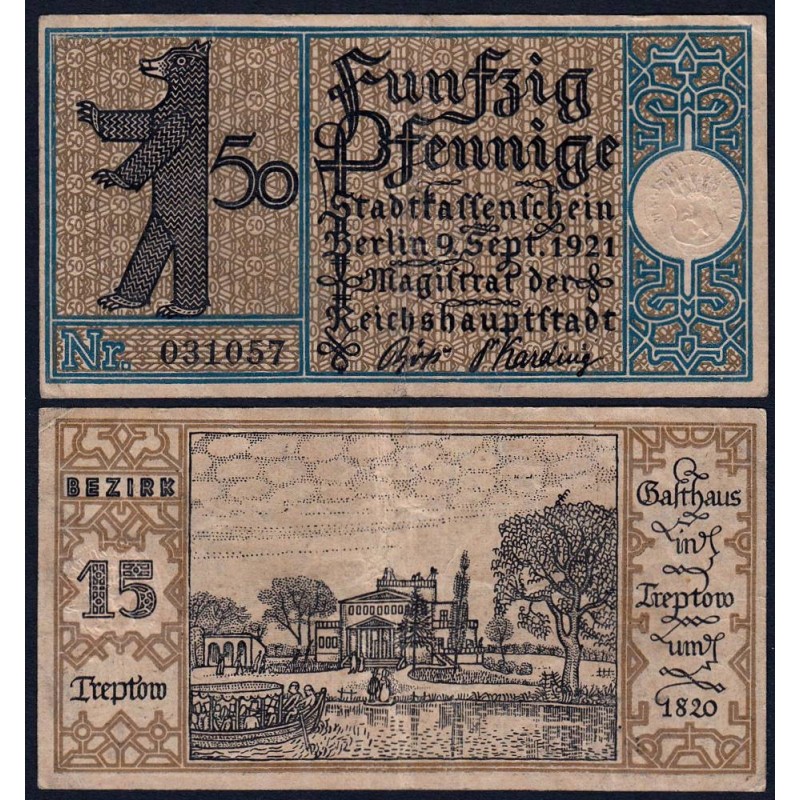 50
Funfzig
Pfennige
Stadtkassenschein
Berlin 9. Sept. 1921
Magistrat der
Reichshauptstadt
Nr. 031057
BEZIRK
15
Treptow
Gasthaus
in
Treptow
um
1820